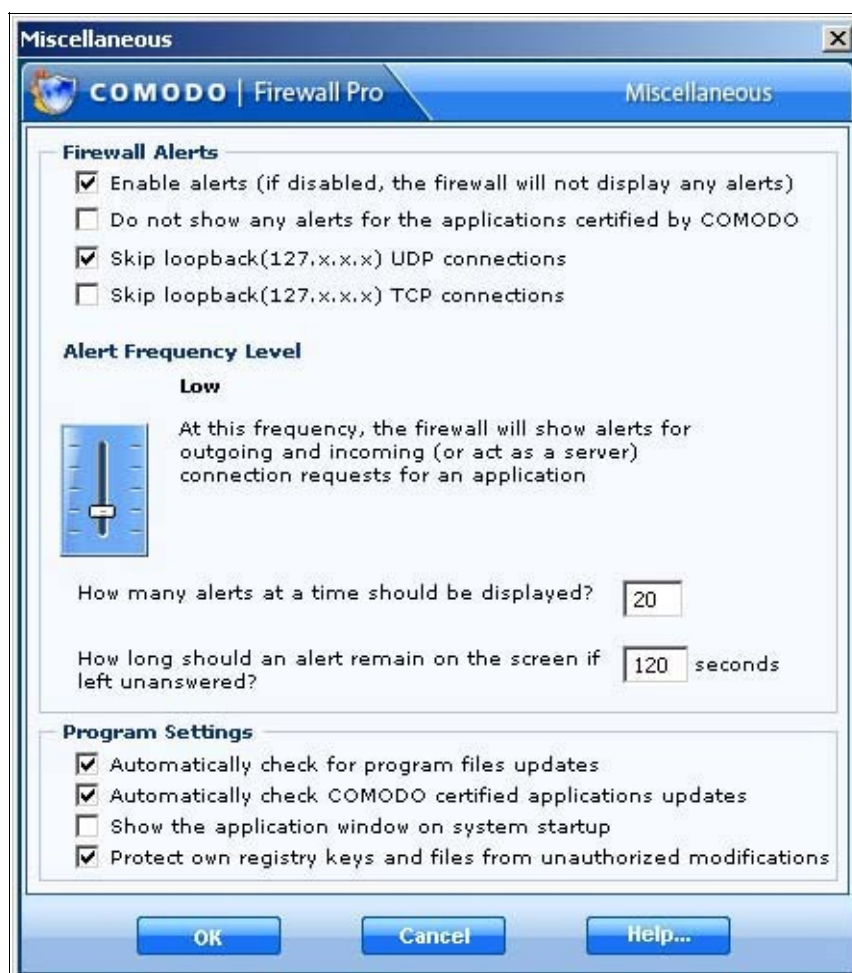 Miscellaneous
COMODO | Firewall Pro
Miscellaneous
Firewall Alerts
Enable alerts (if disabled, the firewall will not display any alerts)
Do not show any alerts for the applications certified by COMODO
Skip loopback(127.x.x.x) UDP connections
Skip loopback(127.x.x.x) TCP connections
Alert Frequency Level
Low
At this frequency, the firewall will show alerts for
outgoing and incoming (or act as a server)
connection requests for an application
How many alerts at a time should be displayed? 20
How long should an alert remain on the screen if
left unanswered? 120 seconds
Program Settings
Automatically check for program files updates
Automatically check COMODO certified applications updates
Show the application window on system startup
Protect own registry keys and files from unauthorized modifications
OK Cancel Help...